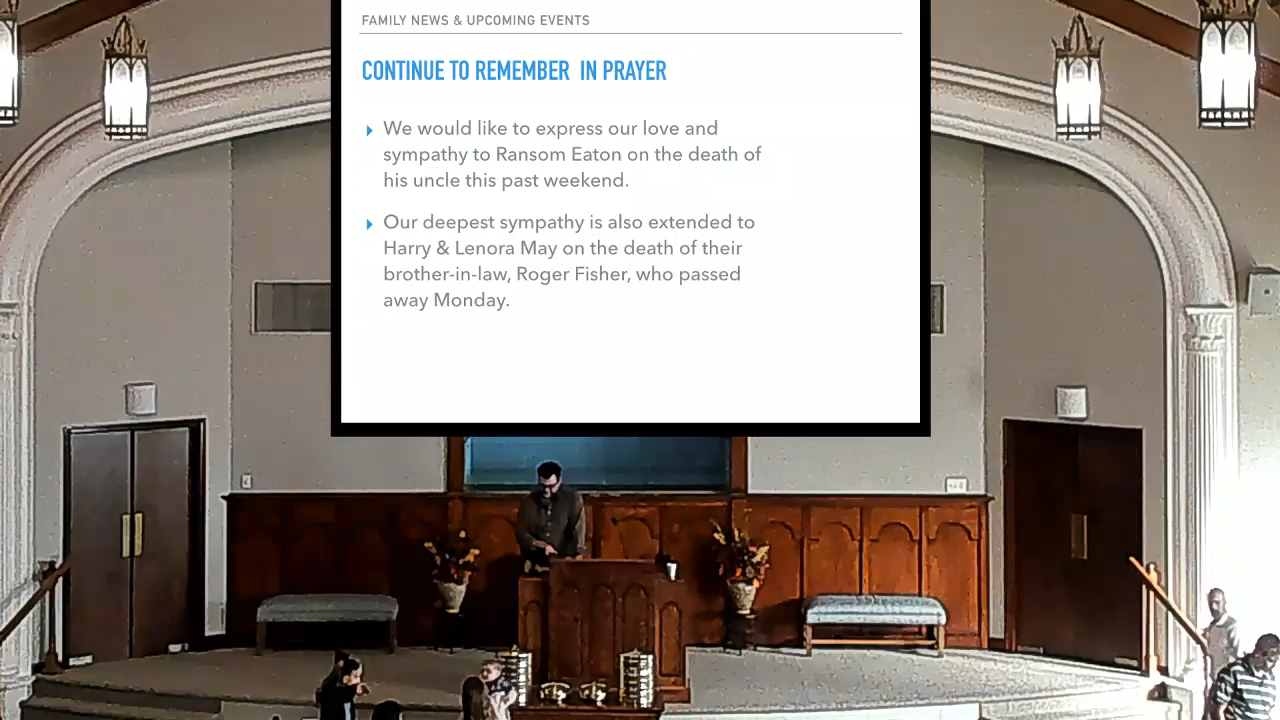 FAMILY NEWS & UPCOMING EVENTS
CONTINUE TO REMEMBER IN PRAYER
We would like to express our love and
sympathy to Ransom Eaton on the death of
his uncle this past weekend.
Our deepest sympathy is also extended to
Harry & Lenora May on the death of their
brother-in-law, Roger Fisher, who passed
away Monday.